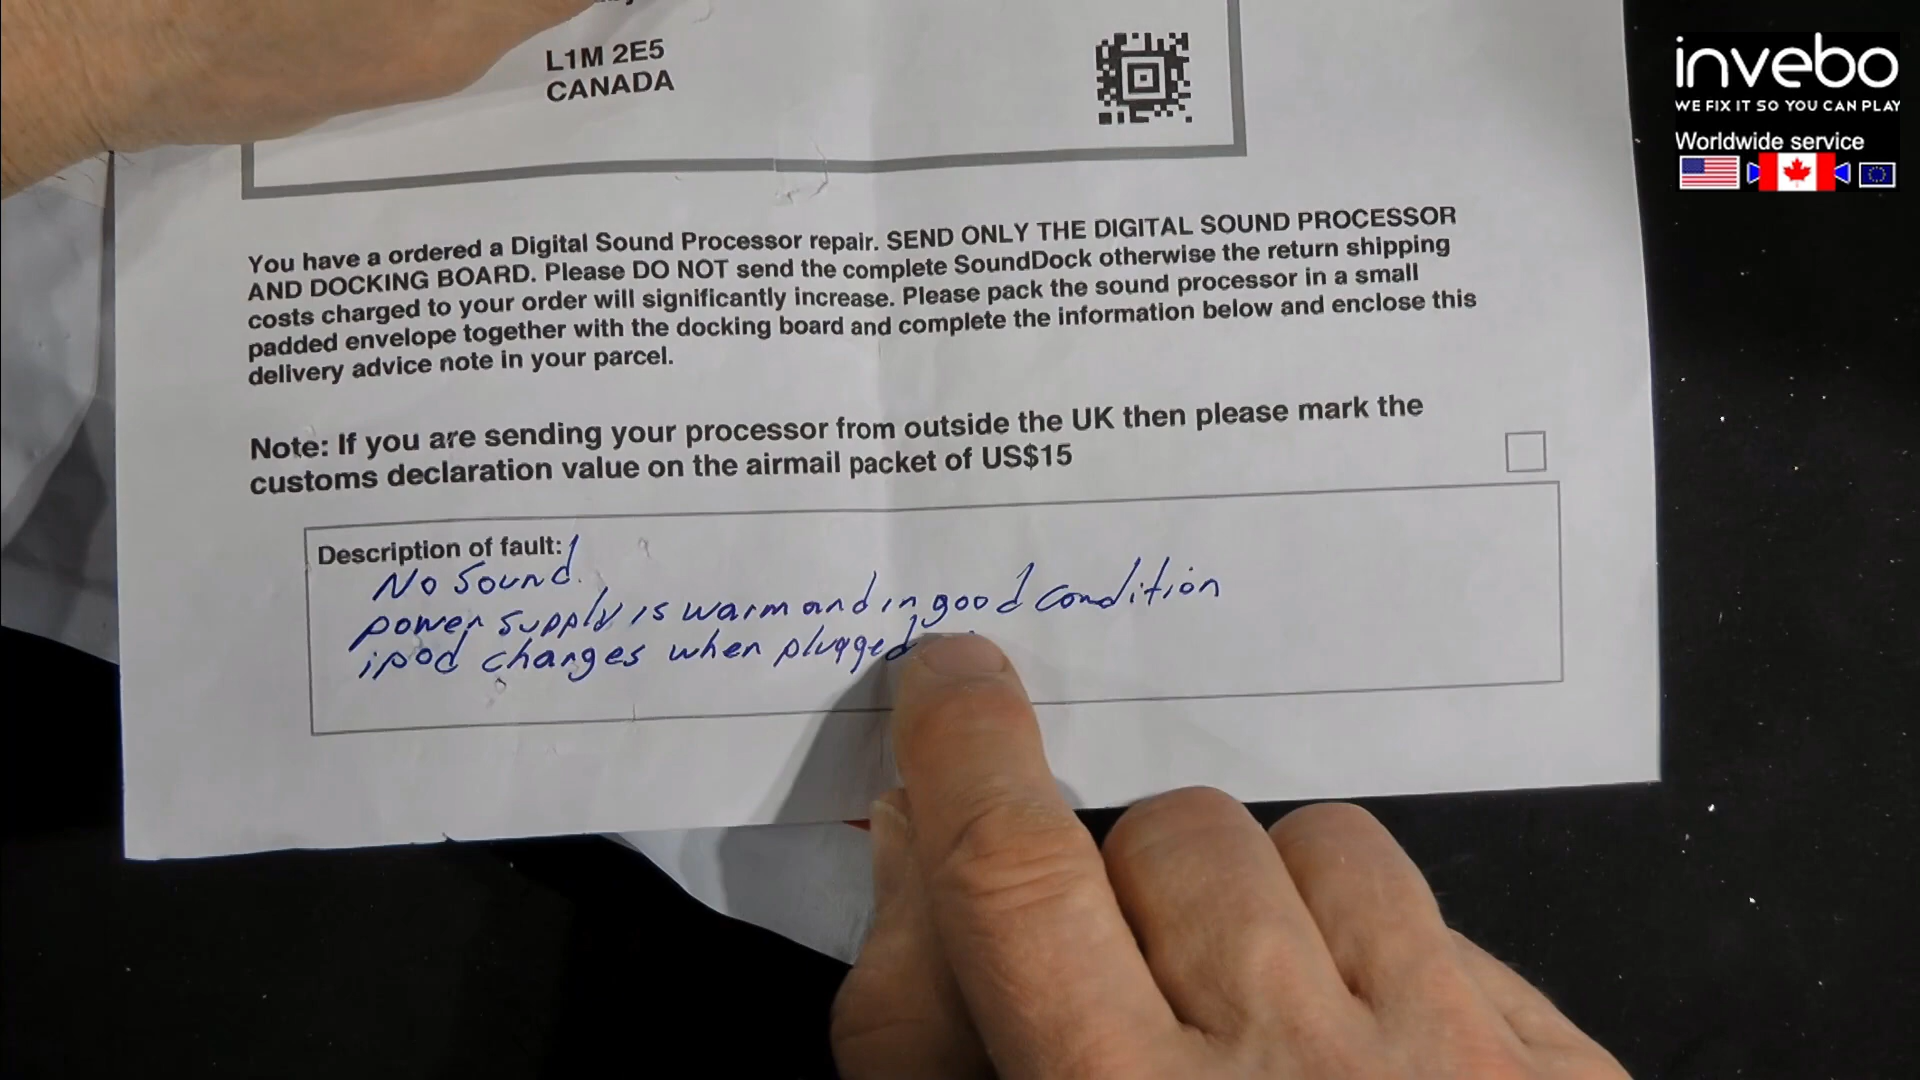 L1M 2E5
CANADA
invebo
WE FIX IT SO YOU CAN PLAY
Worldwide service
You have a ordered a Digital Sound Processor repair. SEND ONLY THE DIGITAL SOUND PROCESSOR
AND DOCKING BOARD. Please DO NOT send the complete SoundDock otherwise the return shipping
costs charged to your order will significantly increase. Please pack the sound processor in a small
padded envelope together with the docking board and complete the information below and enclose this
delivery advice note in your parcel.
Note: If you are sending your processor from outside the UK then please mark the
customs declaration value on the airmail packet of US$15
Description of fault:
No Sound.
power supply is warm and in good condition
ipod changes when plugged